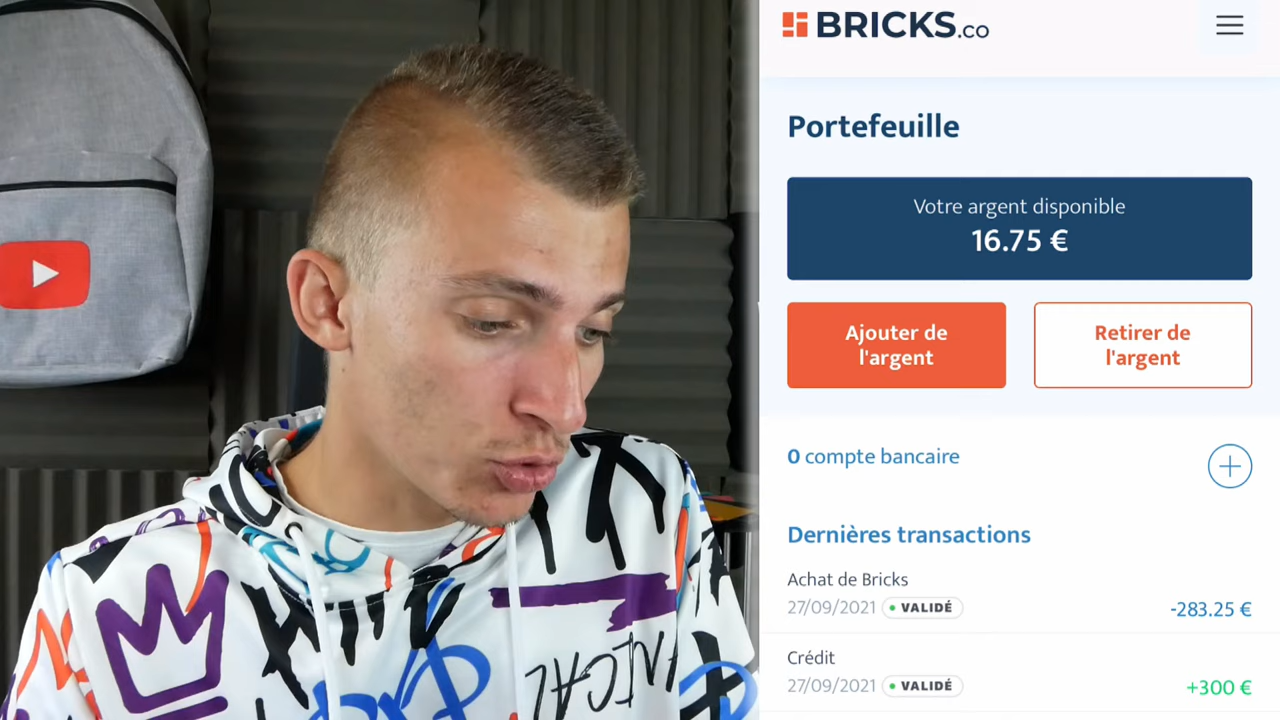 BRICKS.co
Portefeuille
Votre argent disponible
16.75 €
Ajouter de
l'argent
Retirer de
l'argent
0 compte bancaire
Dernières transactions
Achat de Bricks
27/09/2021 VALIDÉ
-283.25 €
Crédit
27/09/2021 VALIDÉ
+300 €